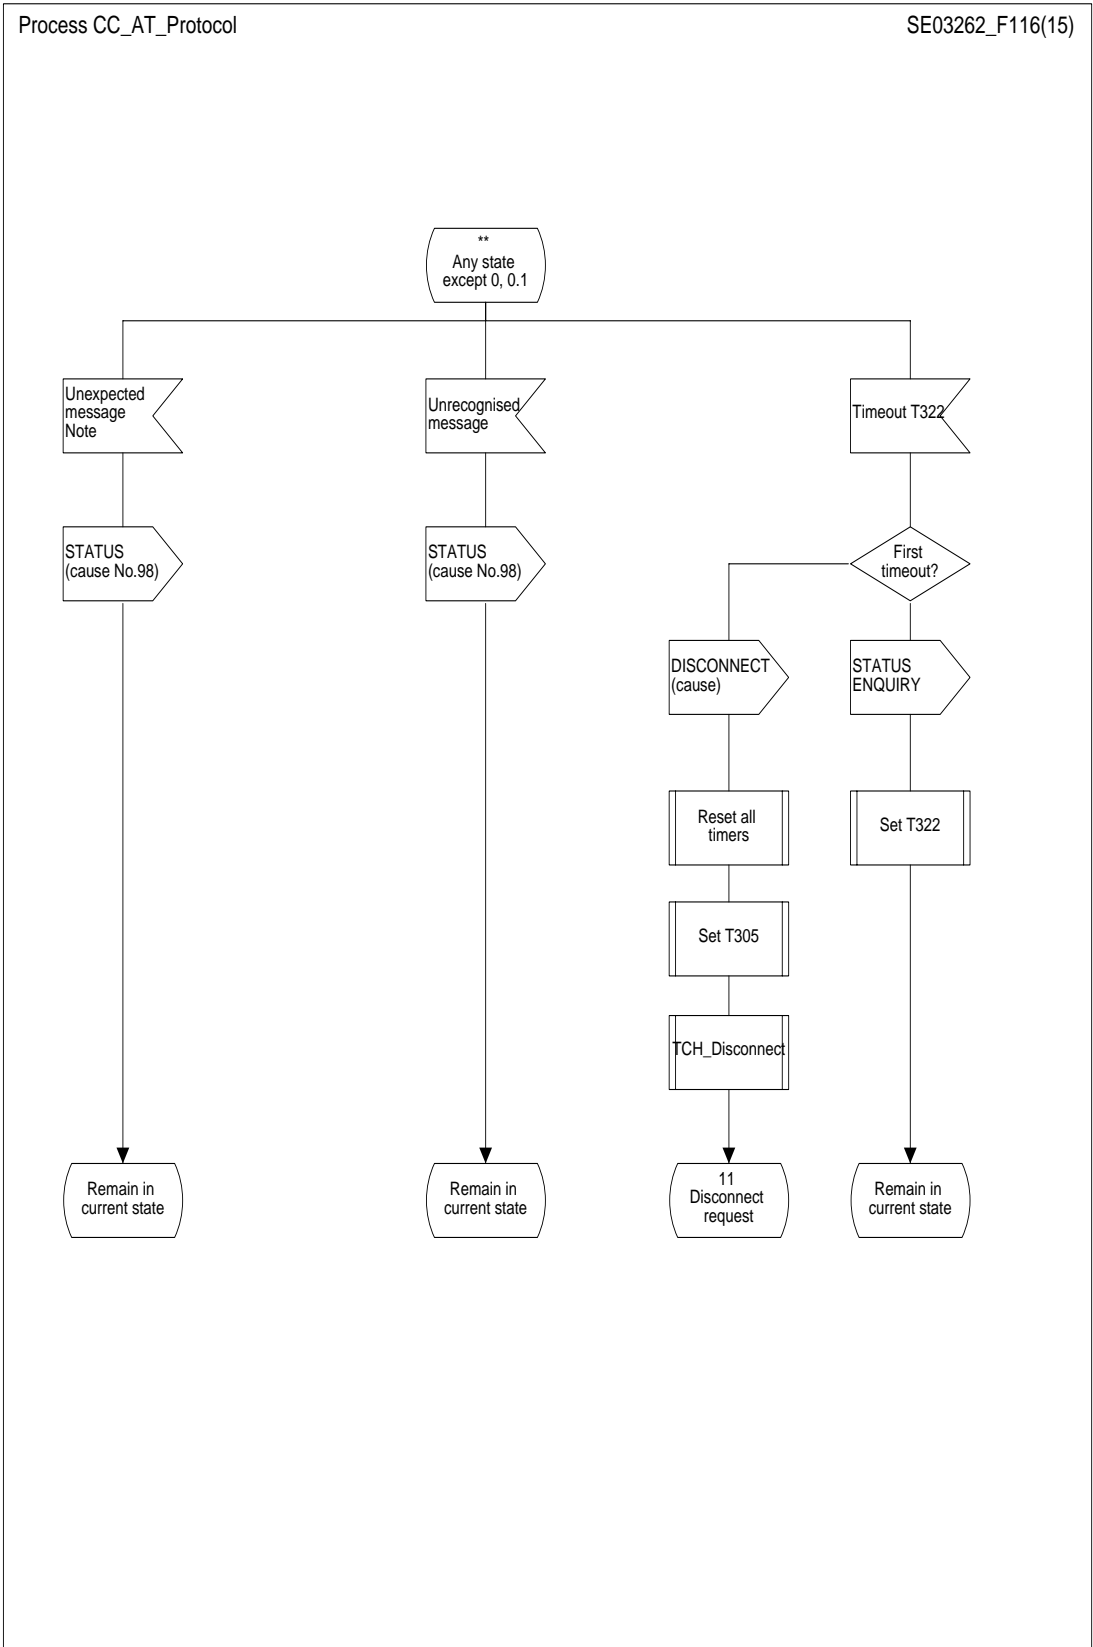 Process CC_AT_Protocol
SE03262_F116(15)
**
Any state
except 0, 0.1
Unexpected
message
Note
Unrecognised
message
Timeout T322
STATUS
(cause No.98)
STATUS
(cause No.98)
First
timeout?
DISCONNECT
(cause)
STATUS
ENQUIRY
Reset all
timers
Set T322
Set T305
TCH_Disconnect
Remain in
current state
Remain in
current state
11
Disconnect
request
Remain in
current state